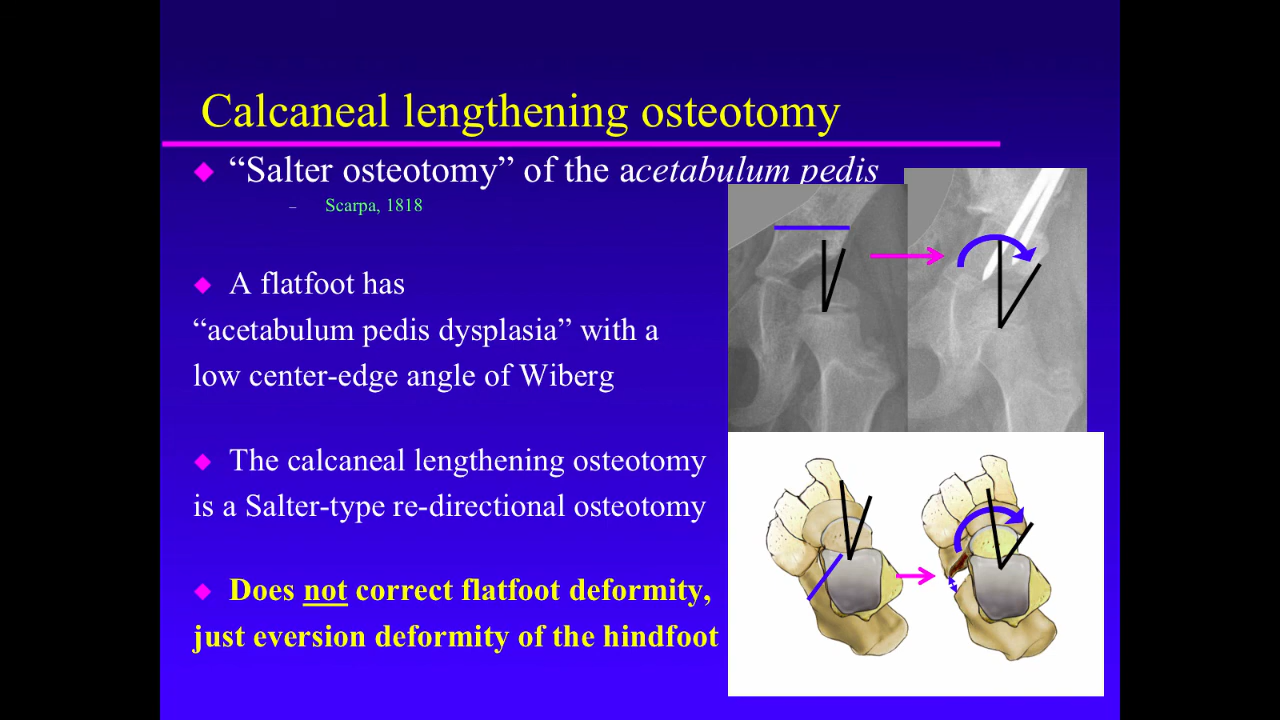 Calcaneal lengthening osteotomy
“Salter osteotomy” of the acetabulum pedis
– Scarpa, 1818
A flatfoot has
“acetabulum pedis dysplasia” with a
low center-edge angle of Wiberg
The calcaneal lengthening osteotomy
is a Salter-type re-directional osteotomy
Does not correct flatfoot deformity,
just eversion deformity of the hindfoot